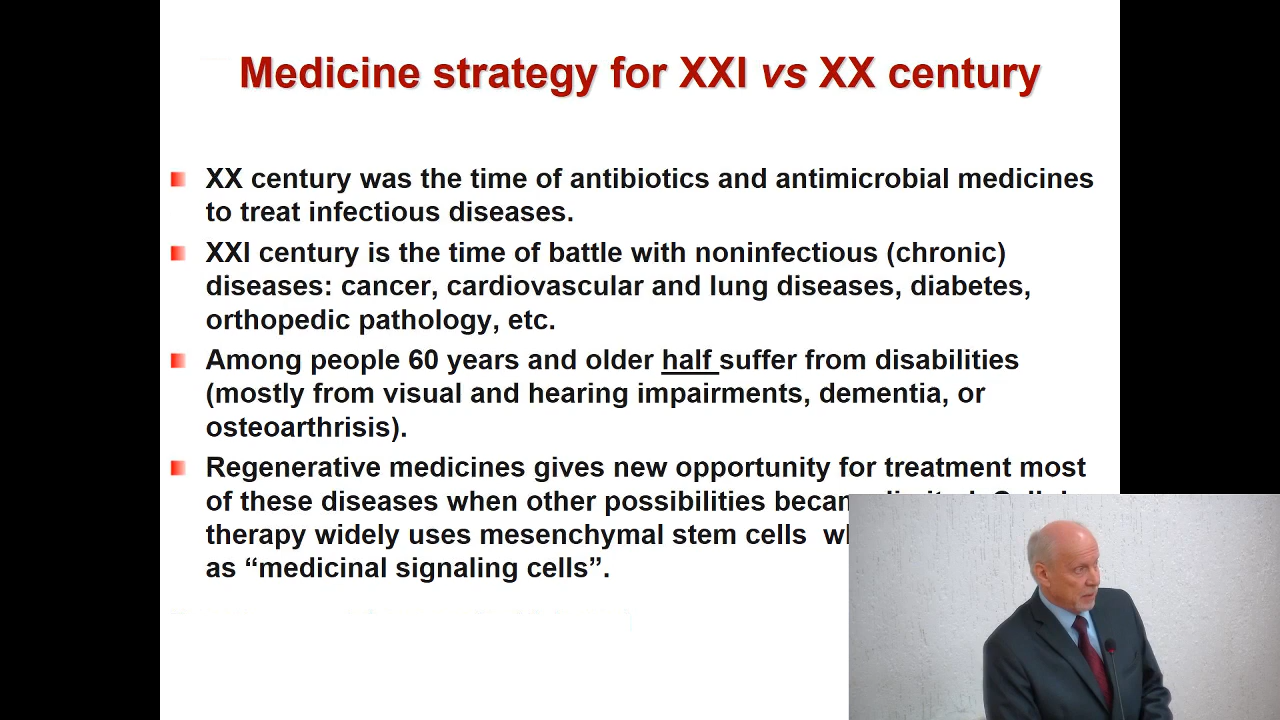 Medicine strategy for XXI vs XX century
XX century was the time of antibiotics and antimicrobial medicines
to treat infectious diseases.
XXI century is the time of battle with noninfectious (chronic)
diseases: cancer, cardiovascular and lung diseases, diabetes,
orthopedic pathology, etc.
Among people 60 years and older half suffer from disabilities
(mostly from visual and hearing impairments, dementia, or
osteoarthrisis).
Regenerative medicines gives new opportunity for treatment most
of these diseases when other possibilities
therapy widely uses mesenchymal stem cells
as “medicinal signaling cells”.